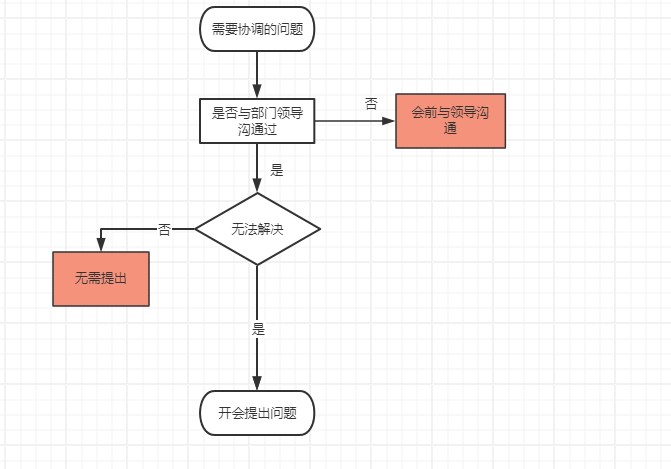 需要协调的问题
是否与部门领导
沟通过
否
会前与领导沟
通
是
无法解决
否
无需提出
是
开会提出问题